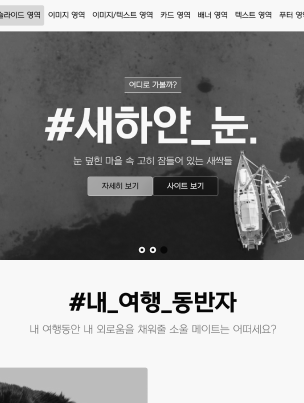 슬라이드 영역 이미지 영역 이미지/텍스트 영역 카드 영역 배너 영역 텍스트 영역 푸터 영역
어디로 가볼까?
#새하얀_눈.
눈 덮힌 마을 속 고히 잠들어 있는 새싹들
자세히 보기 사이트 보기
#내_여행_동반자
내 여행동안 내 외로움을 채워줄 소울 메이트는 어떠세요?